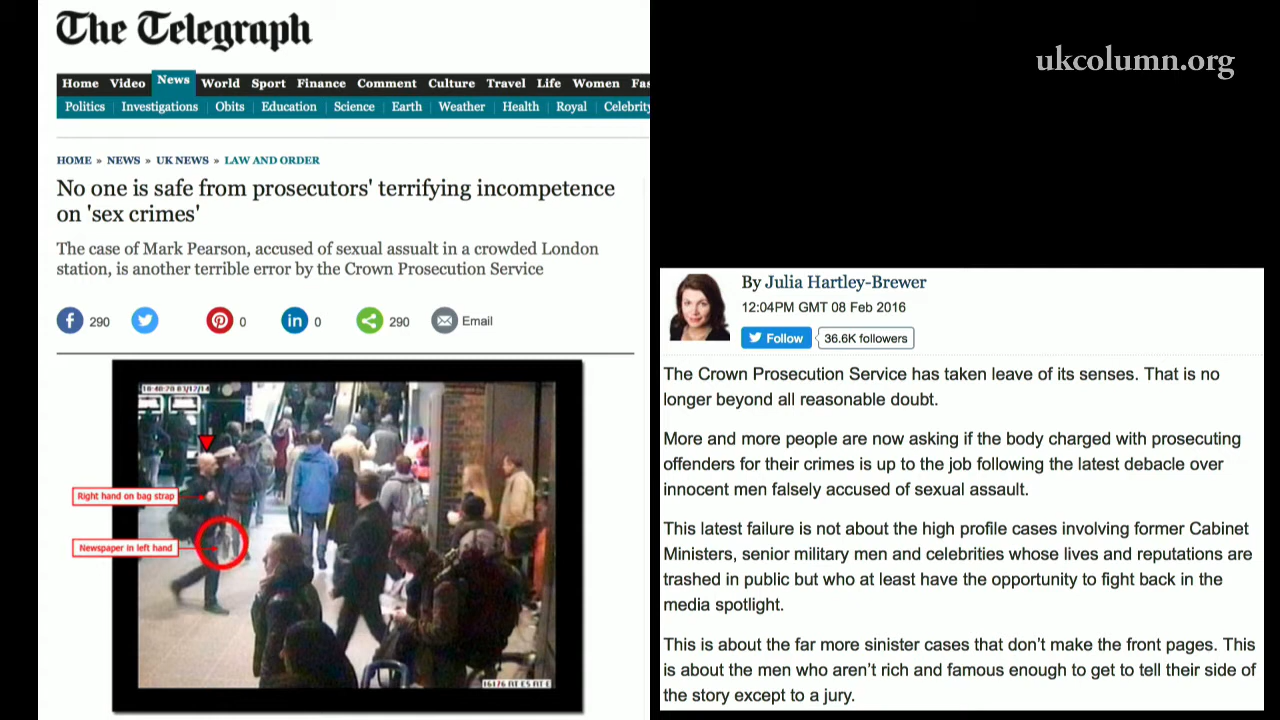 The Telegraph
Home Video News World Sport Finance Comment Culture Travel Life Women Fas
Politics Investigations Obits Education Science Earth Weather Health Royal Celebrity
HOME » NEWS » UK NEWS » LAW AND ORDER
No one is safe from prosecutors' terrifying incompetence
on 'sex crimes'
The case of Mark Pearson, accused of sexual assualt in a crowded London
station, is another terrible error by the Crown Prosecution Service
290 0 0 290 Email
Right hand on bag strap
Newspaper in left hand
ukcolumn.org
By Julia Hartley-Brewer
12:04PM GMT 08 Feb 2016
Follow 36.6K followers
The Crown Prosecution Service has taken leave of its senses. That is no
longer beyond all reasonable doubt.
More and more people are now asking if the body charged with prosecuting
offenders for their crimes is up to the job following the latest debacle over
innocent men falsely accused of sexual assault.
This latest failure is not about the high profile cases involving former Cabinet
Ministers, senior military men and celebrities whose lives and reputations are
trashed in public but who at least have the opportunity to fight back in the
media spotlight.
This is about the far more sinister cases that don't make the front pages. This
is about the men who aren't rich and famous enough to get to tell their side of
the story except to a jury.